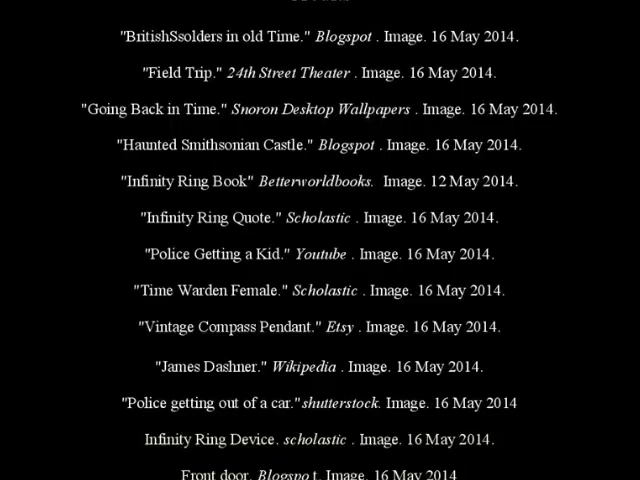 "BritishSsolders in old Time." Blogspot . Image. 16 May 2014.
"Field Trip." 24th Street Theater . Image. 16 May 2014.
"Going Back in Time." Snoron Desktop Wallpapers . Image. 16 May 2014.
"Haunted Smithsonian Castle." Blogspot . Image. 16 May 2014.
"Infinity Ring Book" Betterworldbooks. Image. 12 May 2014.
"Infinity Ring Quote." Scholastic . Image. 16 May 2014.
"Police Getting a Kid." Youtube . Image. 16 May 2014.
"Time Warden Female." Scholastic . Image. 16 May 2014.
"Vintage Compass Pendant." Etsy . Image. 16 May 2014.
"James Dashner." Wikipedia . Image. 16 May 2014.
"Police getting out of a car."shutterstock. Image. 16 May 2014
Infinity Ring Device. scholastic . Image. 16 May 2014.
Front door. Blogspo t. Image. 16 May 2014